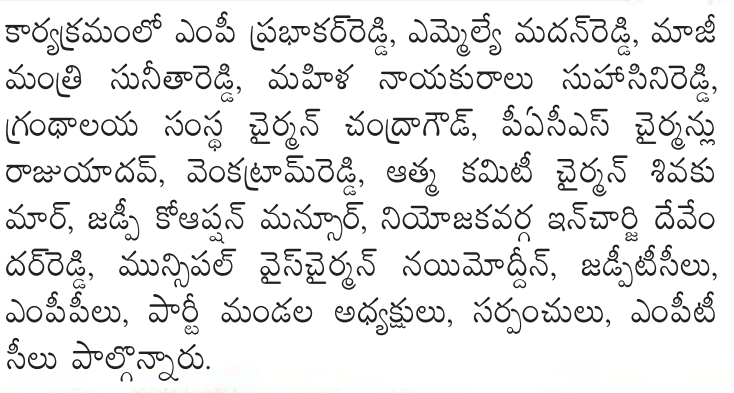 కార్యక్రమంలో ఎంపీ ప్రభాకర్‌రెడ్డి, ఎమ్మెల్యే మదన్‌రెడ్డి, మాజీ
మంత్రి సునీతారెడ్డి, మహిళ నాయకురాలు సుహాసినిరెడ్డి,
గ్రంథాలయ సంస్థ చైర్మన్ చంద్రాగౌడ్, పీఏసీఎస్ చైర్మన్లు
రాజుయాదవ్, వెంకట్రామ్‌రెడ్డి, ఆత్మ కమిటీ చైర్మన్ శివకు
మార్, జడ్పీ కోఆప్షన్ మన్సూర్, నియోజకవర్గ ఇన్‌చార్జి దేవేం
దర్‌రెడ్డి, మున్సిపల్ వైస్‌చైర్మన్ నయిమోద్దీన్, జడ్పీటీసీలు,
ఎంపీపీలు, పార్టీ మండల అధ్యక్షులు, సర్పంచులు, ఎంపీటీ
సీలు పాల్గొన్నారు.